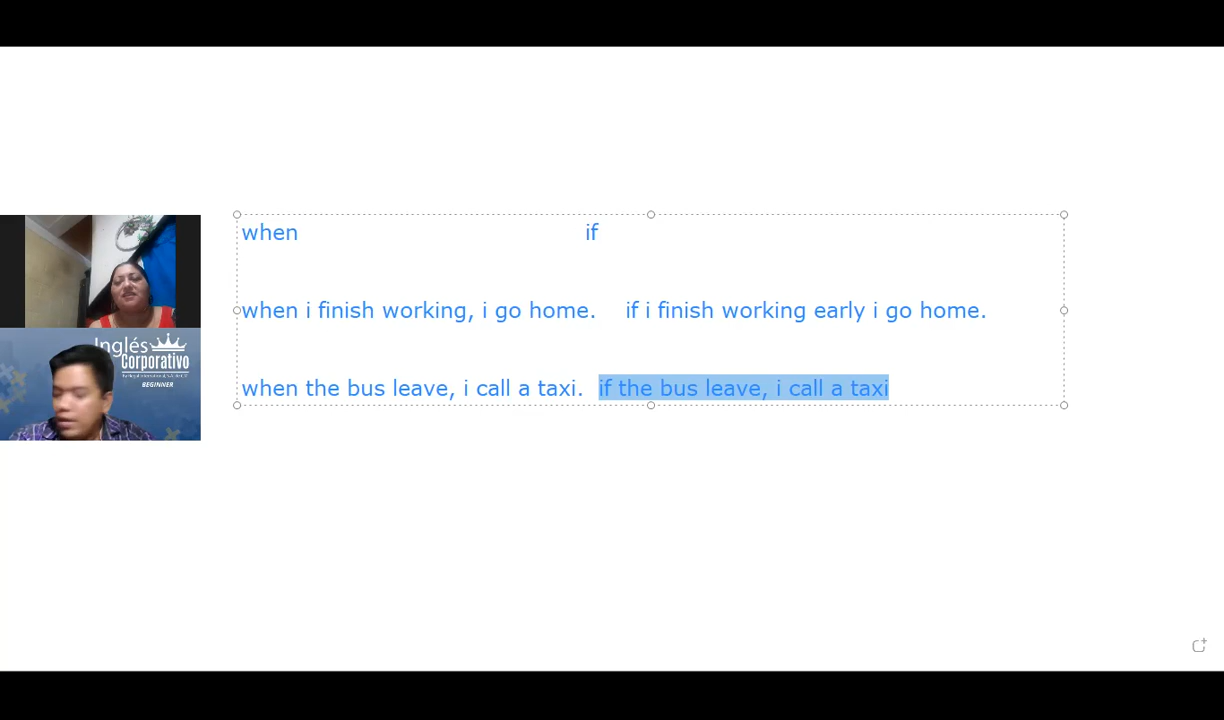 when if
when i finish working, i go home. if i finish working early i go home.
when the bus leave, i call a taxi. if the bus leave, i call a taxi
Inglés
Corporativo
BEGINNER